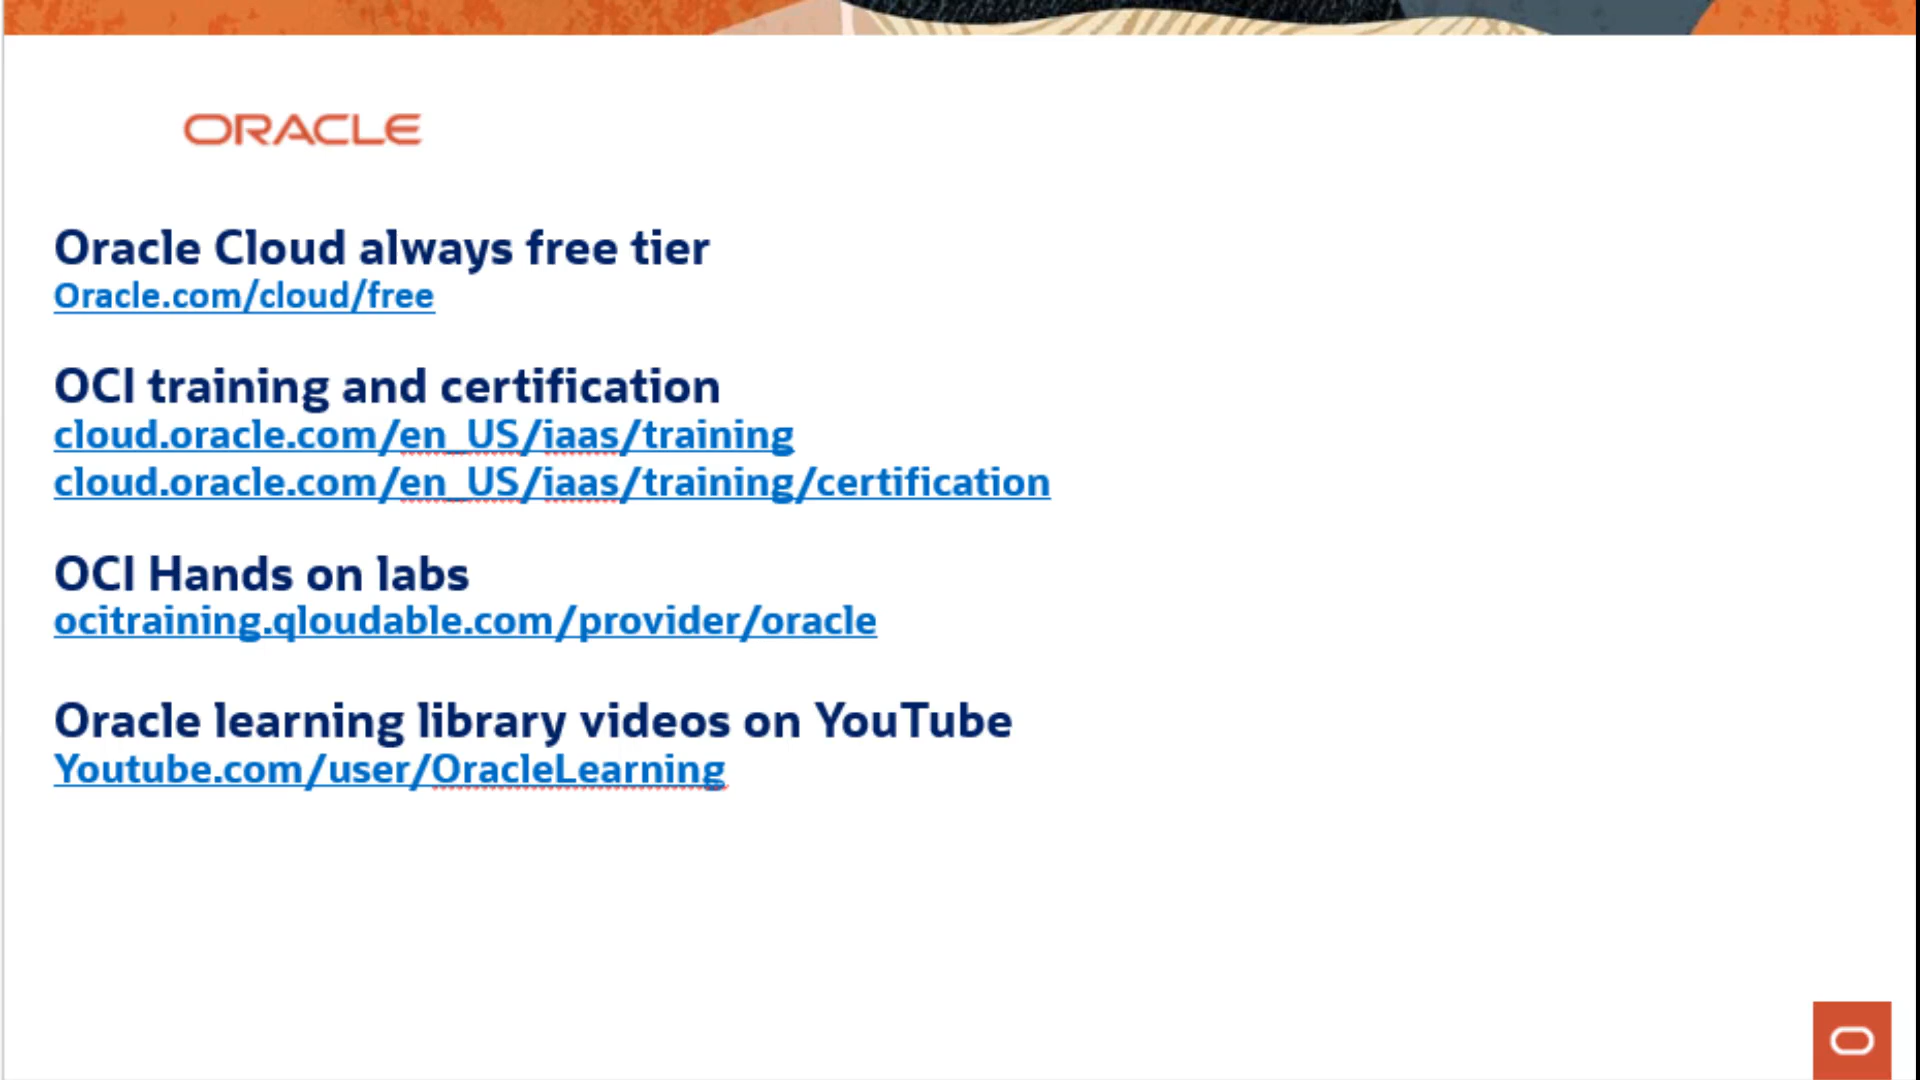 ORACLE
Oracle Cloud always free tier
Oracle.com/cloud/free
OCI training and certification
cloud.oracle.com/en_US/iaas/training
cloud.oracle.com/en_US/iaas/training/certification
OCI Hands on labs
ocitraining.qloudable.com/provider/oracle
Oracle learning library videos on YouTube
Youtube.com/user/OracleLearning